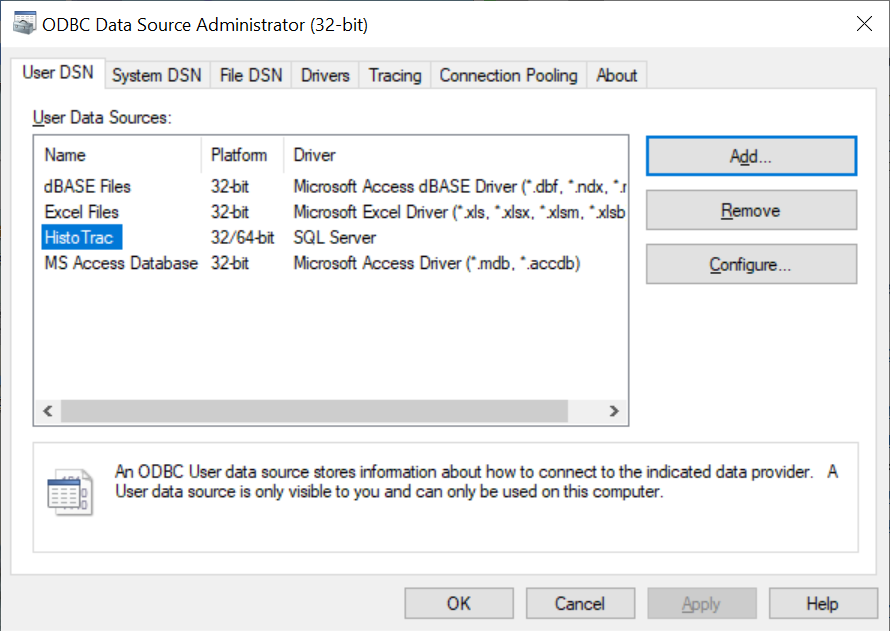 ODBC Data Source Administrator (32-bit)
User DSN System DSN File DSN Drivers Tracing Connection Pooling About
User Data Sources:
Name Platform Driver
dBASE Files 32-bit Microsoft Access dBASE Driver (*.dbf, *.ndx, *.r
Excel Files 32-bit Microsoft Excel Driver (*.xls, *.xlsx, *.xlsm, *.xlsb
HistoTrac 32/64-bit SQL Server
MS Access Database 32-bit Microsoft Access Driver (*.mdb, *.accdb)
Add...
Remove
Configure...
An ODBC User data source stores information about how to connect to the indicated data provider. A
User data source is only visible to you and can only be used on this computer.
OK Cancel Apply Help